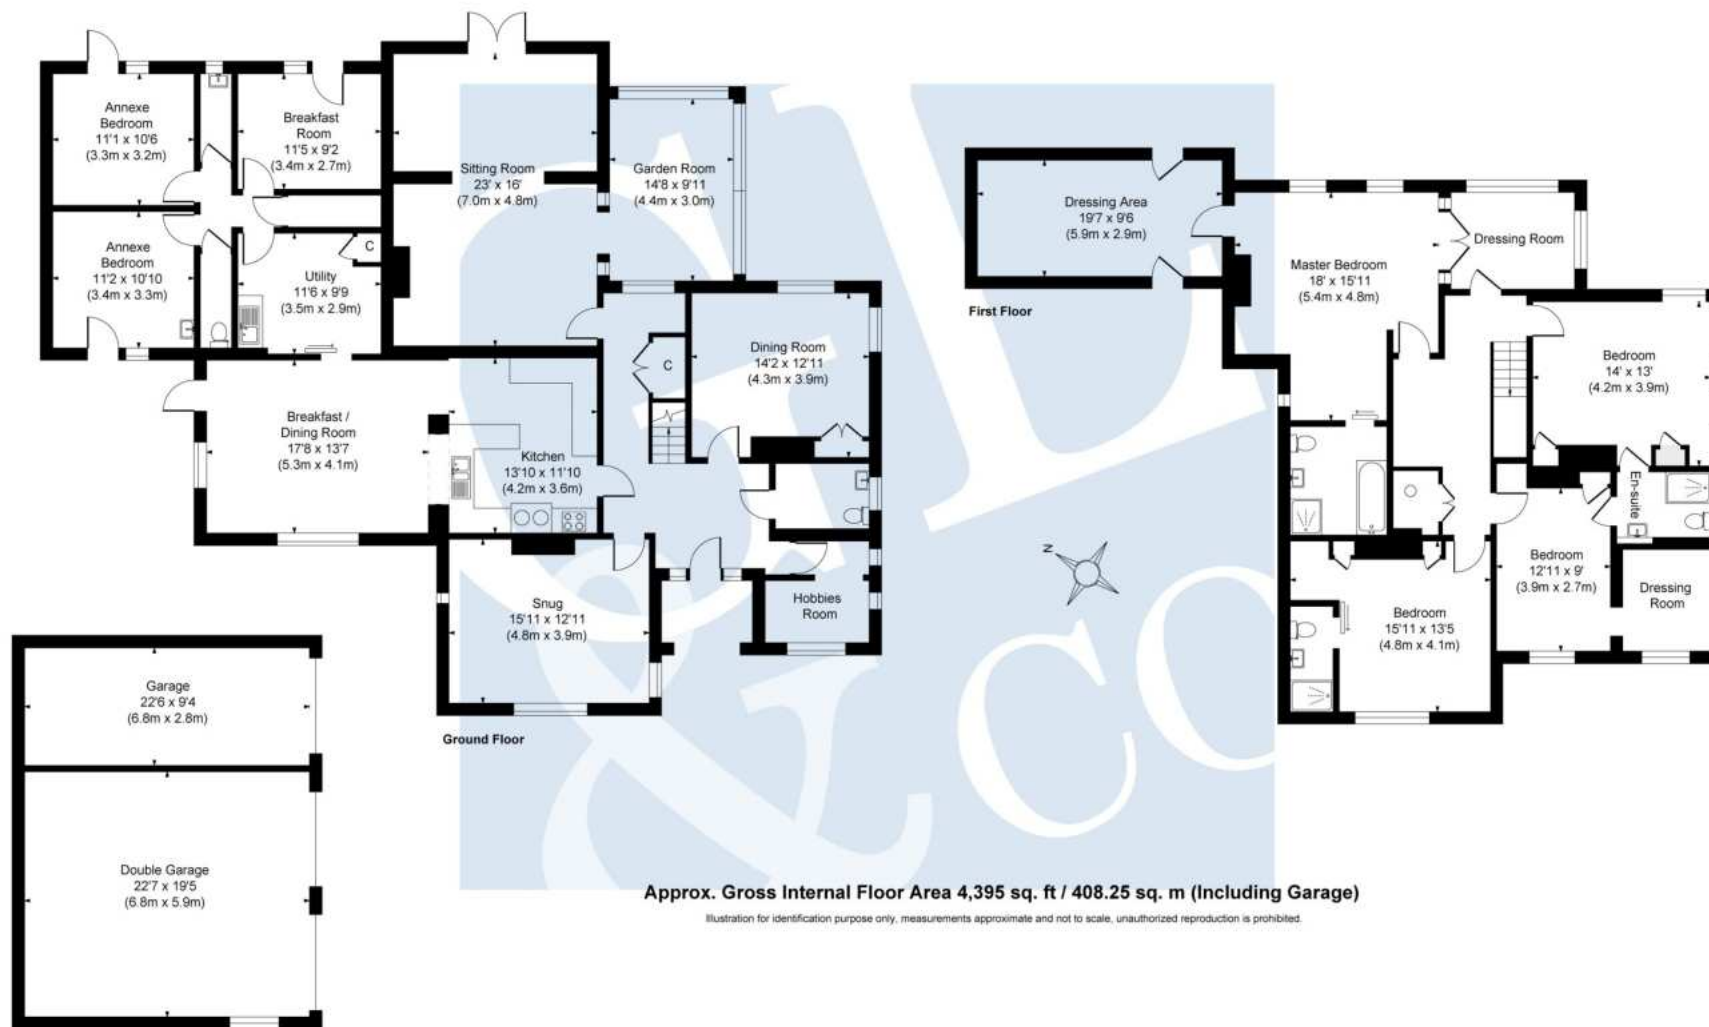 Annexe
Bedroom
11'1 x 10'6
(3.3m x 3.2m)
Breakfast
Room
11'5 x 9'2
(3.4m x 2.7m)
Sitting Room
23' x 16'
(7.0m x 4.8m)
Garden Room
14'8 x 9'11
(4.4m x 3.0m)
Annexe
Bedroom
11'2 x 10'10
(3.4m x 3.3m)
Utility
11'6 x 9'9
(3.5m x 2.9m)
C
C
Dining Room
14'2 x 12'11
(4.3m x 3.9m)
Breakfast /
Dining Room
17'8 x 13'7
(5.3m x 4.1m)
Kitchen
13'10 x 11'10
(4.2m x 3.6m)
Snug
15'11 x 12'11
(4.8m x 3.9m)
Hobbies
Room
Ground Floor
Garage
22'6 x 9'4
(6.8m x 2.8m)
Double Garage
22'7 x 19'5
(6.8m x 5.9m)
Dressing Area
19'7 x 9'6
(5.9m x 2.9m)
First Floor
Master Bedroom
18' x 15'11
(5.4m x 4.8m)
Dressing Room
Bedroom
14' x 13'
(4.2m x 3.9m)
En-suite
Bedroom
12'11 x 9'
(3.9m x 2.7m)
Dressing
Room
Bedroom
15'11 x 13'5
(4.8m x 4.1m)
N
GL
& CO
Approx. Gross Internal Floor Area 4,395 sq. ft / 408.25 sq. m (Including Garage)
Illustration for identification purpose only, measurements approximate and not to scale, unauthorized reproduction is prohibited.